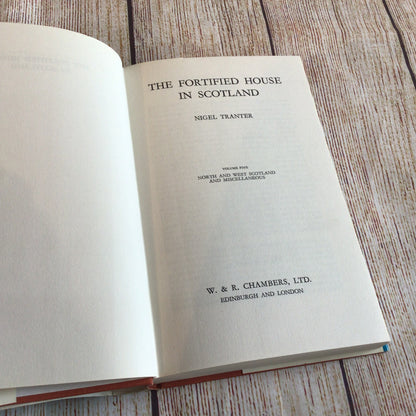 THE FORTIFIED HOUSE
IN SCOTLAND
NIGEL TRANTER
VOLUME FIVE
NORTH AND WEST SCOTLAND
AND MISCELLANEOUS
W. & R. CHAMBERS, LTD.
EDINBURGH AND LONDON